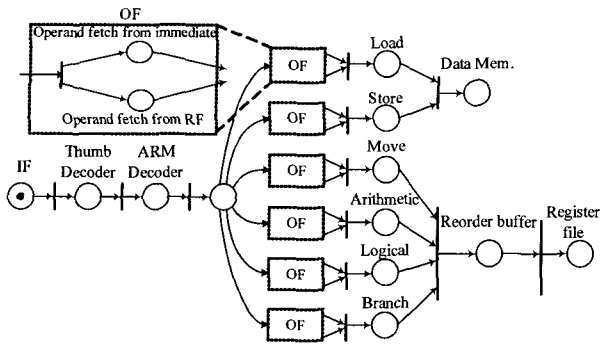 OF
Operand fetch from immediate
Operand fetch from RF
IF
Thumb
Decoder
ARM
Decoder
OF
Load
Data Mem.
OF
Store
OF
Move
OF
Arithmetic
OF
Logical
OF
Branch
Reorder buffer
Register
file